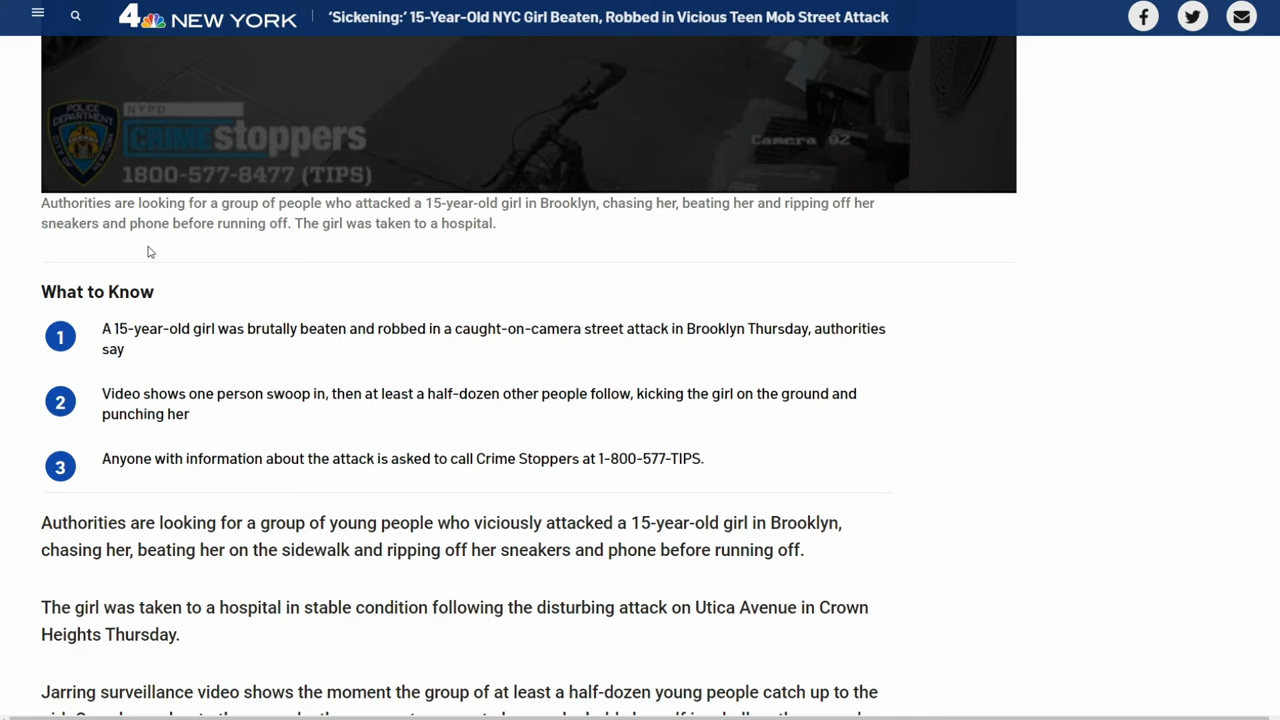 4 NEW YORK
'Sickening:' 15-Year-Old NYC Girl Beaten, Robbed in Vicious Teen Mob Street Attack
POLICE DEPARTMENT
CITY OF NEW YORK
NYPD
CRIMEstoppers
1800-577-8477 (TIPS)
Camera 02
Authorities are looking for a group of people who attacked a 15-year-old girl in Brooklyn, chasing her, beating her and ripping off her
sneakers and phone before running off. The girl was taken to a hospital.
What to Know
1 A 15-year-old girl was brutally beaten and robbed in a caught-on-camera street attack in Brooklyn Thursday, authorities
say
2 Video shows one person swoop in, then at least a half-dozen other people follow, kicking the girl on the ground and
punching her
3 Anyone with information about the attack is asked to call Crime Stoppers at 1-800-577-TIPS.
Authorities are looking for a group of young people who viciously attacked a 15-year-old girl in Brooklyn,
chasing her, beating her on the sidewalk and ripping off her sneakers and phone before running off.
The girl was taken to a hospital in stable condition following the disturbing attack on Utica Avenue in Crown
Heights Thursday.
Jarring surveillance video shows the moment the group of at least a half-dozen young people catch up to the